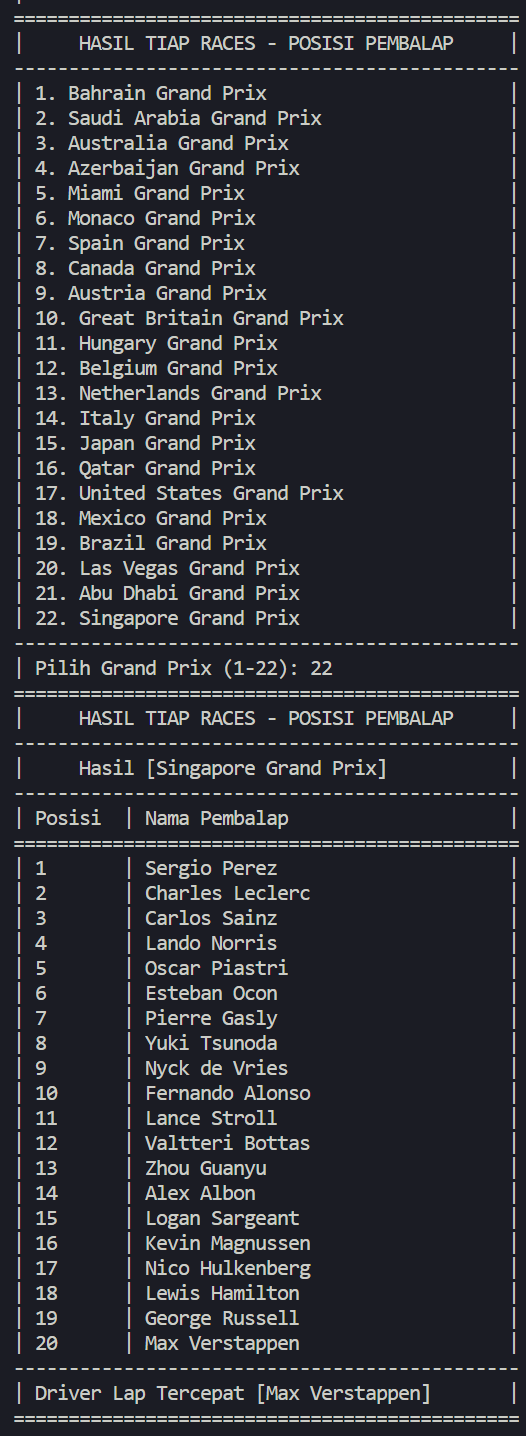 ==============================================
|     HASIL TIAP RACES - POSISI PEMBALAP     |
----------------------------------------------
| 1. Bahrain Grand Prix                      |
| 2. Saudi Arabia Grand Prix                 |
| 3. Australia Grand Prix                    |
| 4. Azerbaijan Grand Prix                   |
| 5. Miami Grand Prix                        |
| 6. Monaco Grand Prix                       |
| 7. Spain Grand Prix                        |
| 8. Canada Grand Prix                       |
| 9. Austria Grand Prix                      |
| 10. Great Britain Grand Prix               |
| 11. Hungary Grand Prix                     |
| 12. Belgium Grand Prix                     |
| 13. Netherlands Grand Prix                 |
| 14. Italy Grand Prix                       |
| 15. Japan Grand Prix                       |
| 16. Qatar Grand Prix                       |
| 17. United States Grand Prix               |
| 18. Mexico Grand Prix                      |
| 19. Brazil Grand Prix                      |
| 20. Las Vegas Grand Prix                   |
| 21. Abu Dhabi Grand Prix                   |
| 22. Singapore Grand Prix                   |
----------------------------------------------
| Pilih Grand Prix (1-22): 22
==============================================
|     HASIL TIAP RACES - POSISI PEMBALAP     |
----------------------------------------------
|     Hasil [Singapore Grand Prix]           |
----------------------------------------------
| Posisi  | Nama Pembalap                    |
==============================================
| 1       | Sergio Perez                     |
| 2       | Charles Leclerc                  |
| 3       | Carlos Sainz                     |
| 4       | Lando Norris                     |
| 5       | Oscar Piastri                    |
| 6       | Esteban Ocon                     |
| 7       | Pierre Gasly                     |
| 8       | Yuki Tsunoda                     |
| 9       | Nyck de Vries                    |
| 10      | Fernando Alonso                  |
| 11      | Lance Stroll                     |
| 12      | Valtteri Bottas                  |
| 13      | Zhou Guanyu                      |
| 14      | Alex Albon                       |
| 15      | Logan Sargeant                   |
| 16      | Kevin Magnussen                  |
| 17      | Nico Hulkenberg                  |
| 18      | Lewis Hamilton                   |
| 19      | George Russell                   |
| 20      | Max Verstappen                   |
----------------------------------------------
| Driver Lap Tercepat [Max Verstappen]       |
==============================================